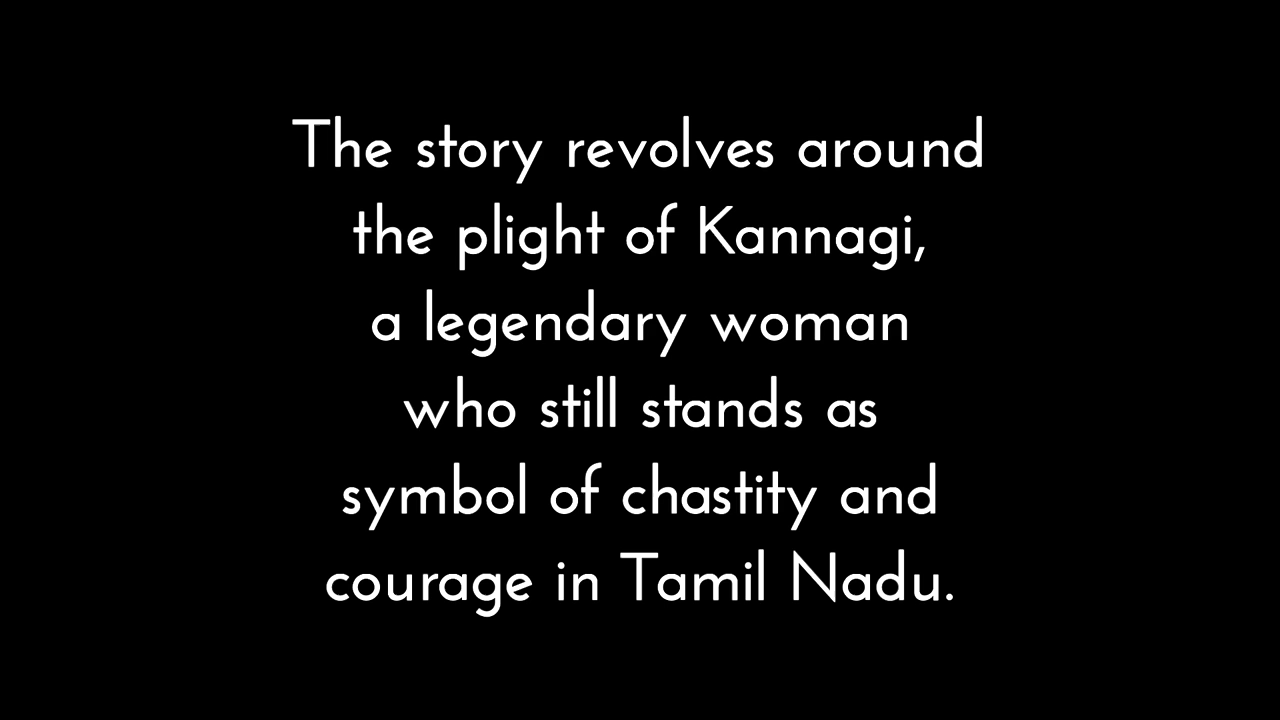 The story revolves around
the plight of Kannagi,
a legendary woman
who still stands as
symbol of chastity and
courage in Tamil Nadu.